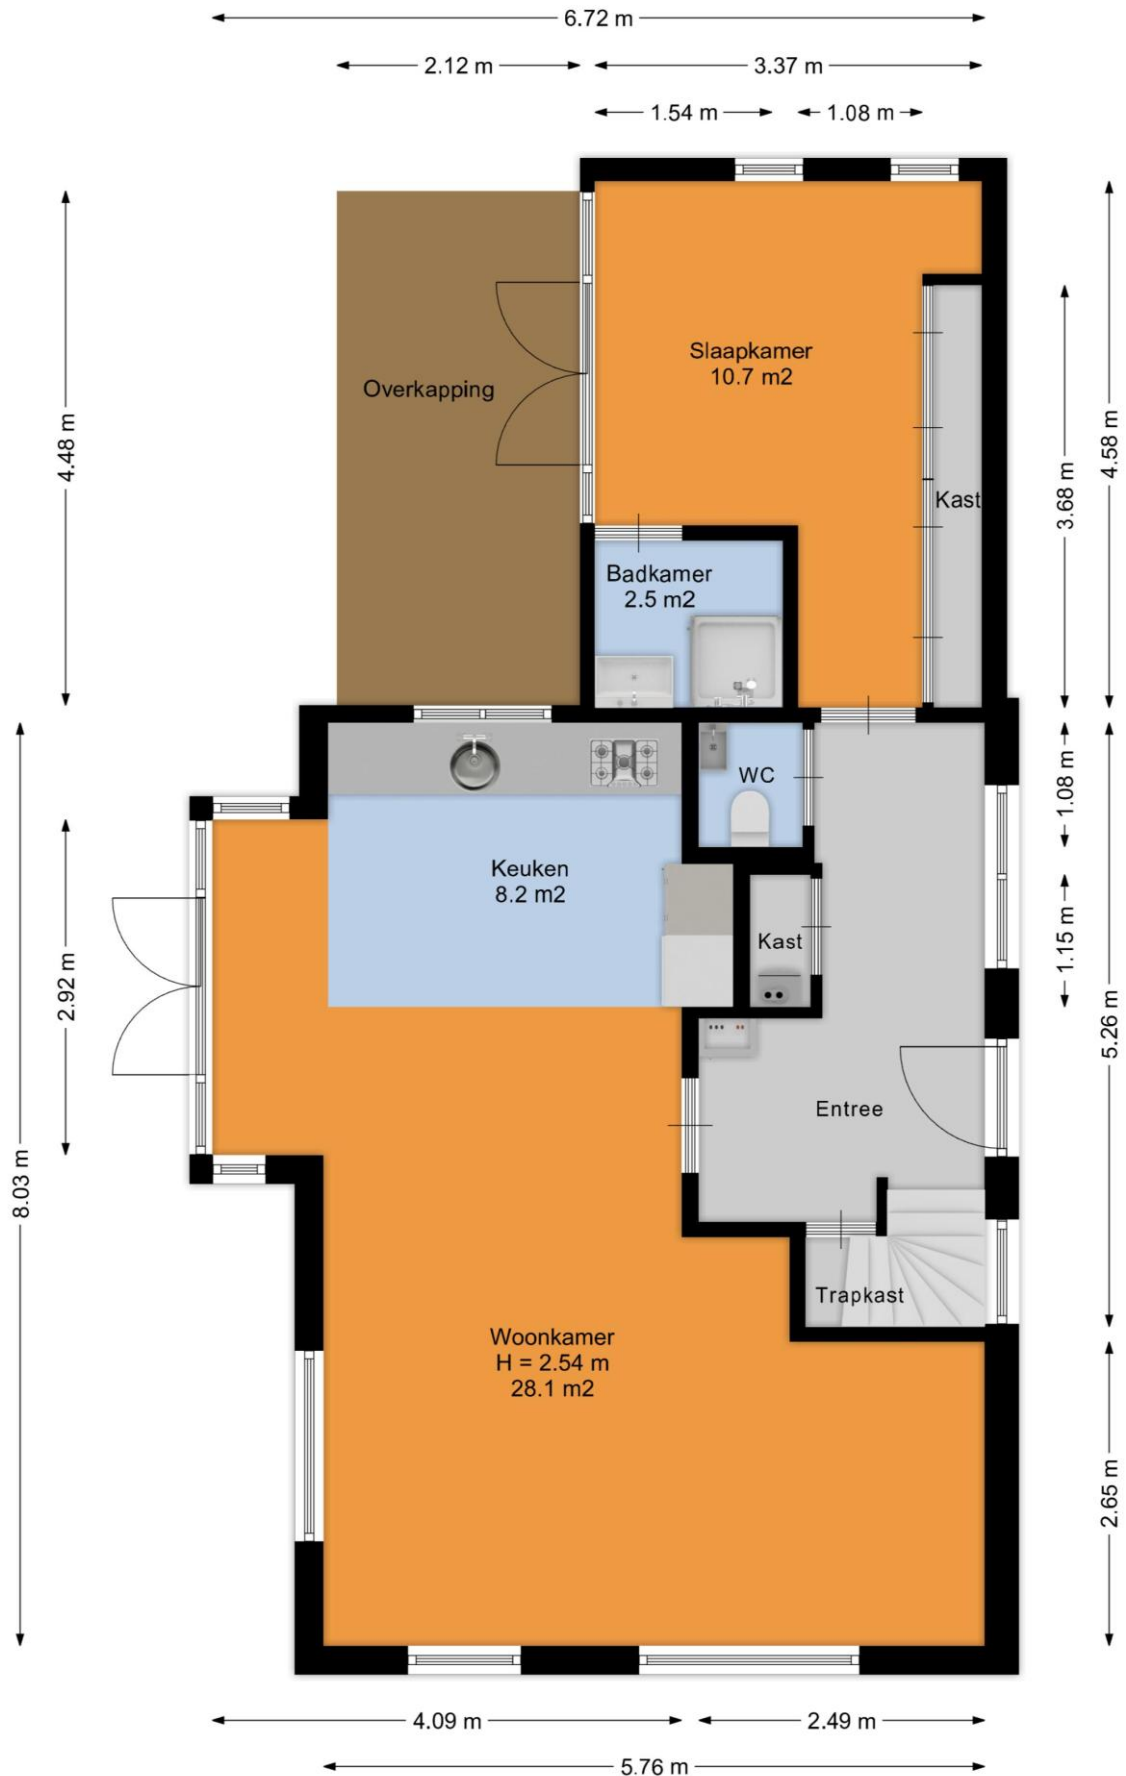 6.72 m
2.12 m
3.37 m
1.54 m
1.08 m
Slaapkamer
10.7 m2
Overkapping
4.48 m
4.58 m
3.68 m
Kast
Badkamer
2.5 m2
WC
1.08 m
Keuken
8.2 m2
Kast
1.15 m
2.92 m
5.26 m
Entree
8.03 m
Trapkast
Woonkamer
H = 2.54 m
28.1 m2
2.65 m
4.09 m
2.49 m
5.76 m